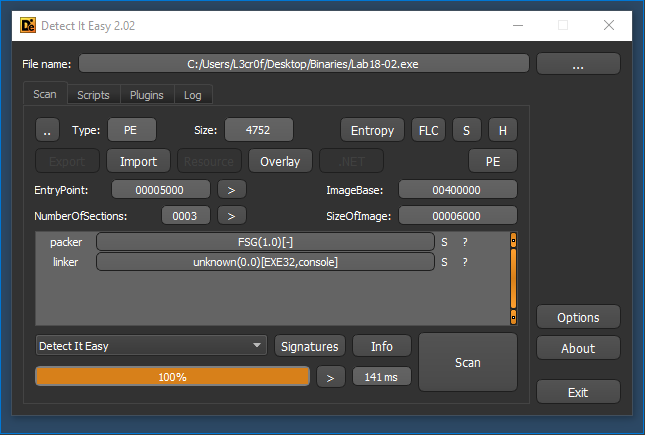 Detect It Easy 2.02
File name: C:/Users/L3cr0f/Desktop/Binaries/Lab18-02.exe ...
Scan Scripts Plugins Log
.. Type: PE Size: 4752 Entropy FLC S H
Export Import Resource Overlay .NET PE
EntryPoint: 00005000 > ImageBase: 00400000
NumberOfSections: 0003 > SizeOfImage: 00006000
packer FSG(1.0)[-] S ?
linker unknown(0.0)[EXE32,console] S ?
Options
Detect It Easy Signatures Info Scan About
100% > 141 ms
Exit